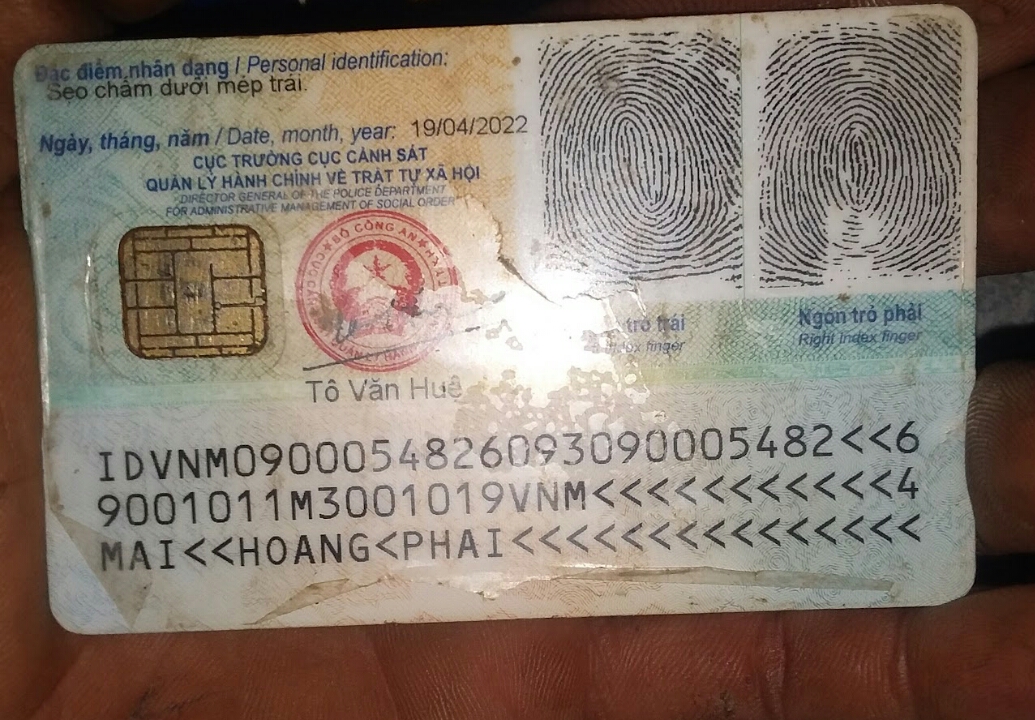 Đặc điểm nhân dạng / Personal identification:
Sẹo chấm dưới mép trái.
Ngày, tháng, năm / Date, month, year: 19/04/2022
CỤC TRƯỞNG CỤC CẢNH SÁT
QUẢN LÝ HÀNH CHÍNH VỀ TRẬT TỰ XÃ HỘI
DIRECTOR GENERAL OF THE POLICE DEPARTMENT
FOR ADMINISTRATIVE MANAGEMENT OF SOCIAL ORDER
BỘ CÔNG AN
Tô Văn Huệ
trỏ trái
index finger
Ngón trỏ phải
Right index finger
IDVNM0900054826093090005482<<6
9001011M3001019VNM<<<<<<<<<<<4
MAI<<HOANG<PHAI<<<<<<<<<<<<<<<